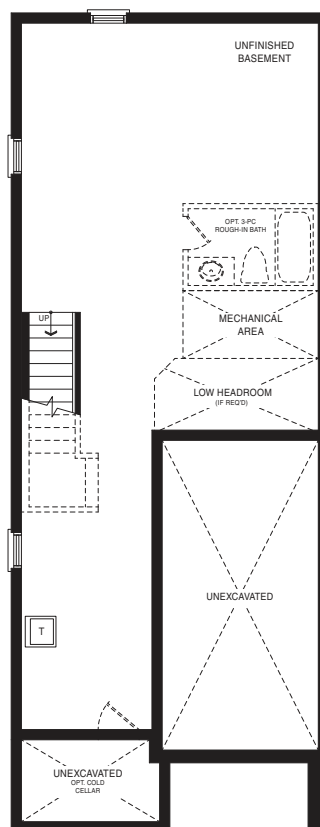 UNFINISHED
BASEMENT
OPT. 3-PC
ROUGH-IN BATH
UP
MECHANICAL
AREA
LOW HEADROOM
(IF REQ'D)
UNEXCAVATED
T
UNEXCAVATED
OPT. COLD
CELLAR